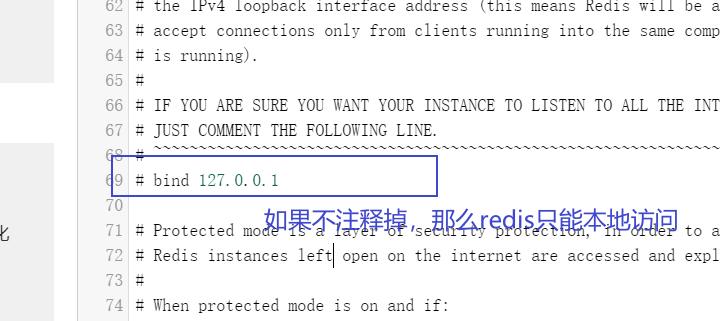 62 # the IPv4 loopback interface address (this means Redis will be a
63 # accept connections only from clients running into the same comp
64 # is running).
65 #
66 # IF YOU ARE SURE YOU WANT YOUR INSTANCE TO LISTEN TO ALL THE INT
67 # JUST COMMENT THE FOLLOWING LINE.
68 # ~~~~~~~~~~~~~~~~~~~~~~~~~~~~~~~~~~~~~~~~~~~~~~~~~~~~~~~~~~~~~~~~
69 # bind 127.0.0.1
70
如果不注释掉，那么redis只能本地访问
71 # Protected mode is a layer of security protection, in order to a
化
72 # Redis instances left open on the internet are accessed and expl
73 #
74 # When protected mode is on and if: